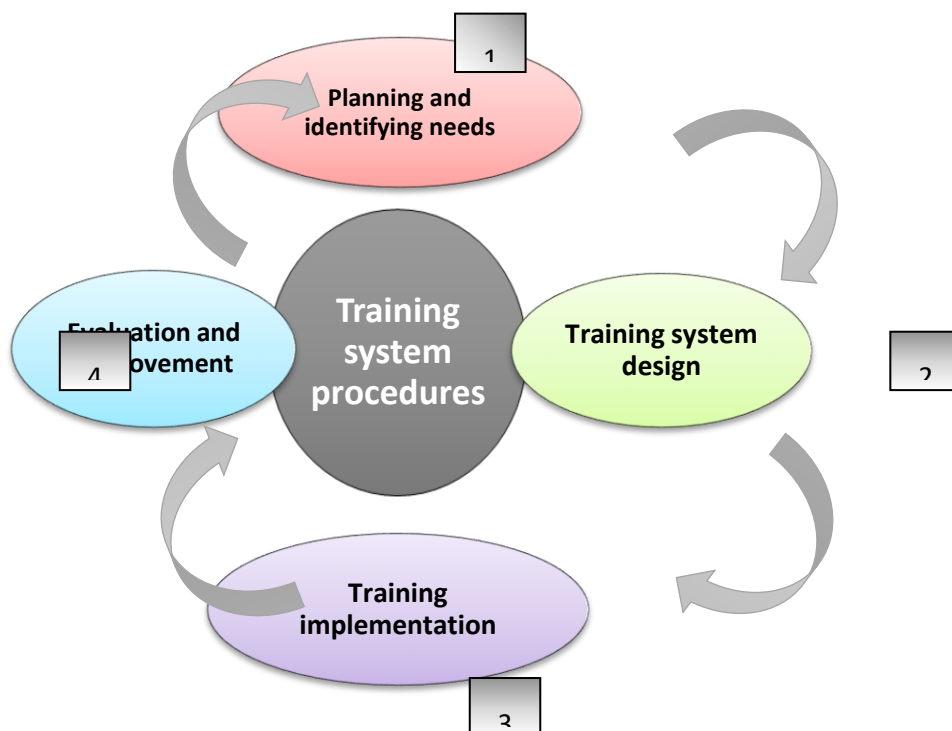 1
Planning and
identifying needs
Training
system
procedures
Training system
design
2
Training
implementation
3
Evaluation and
4